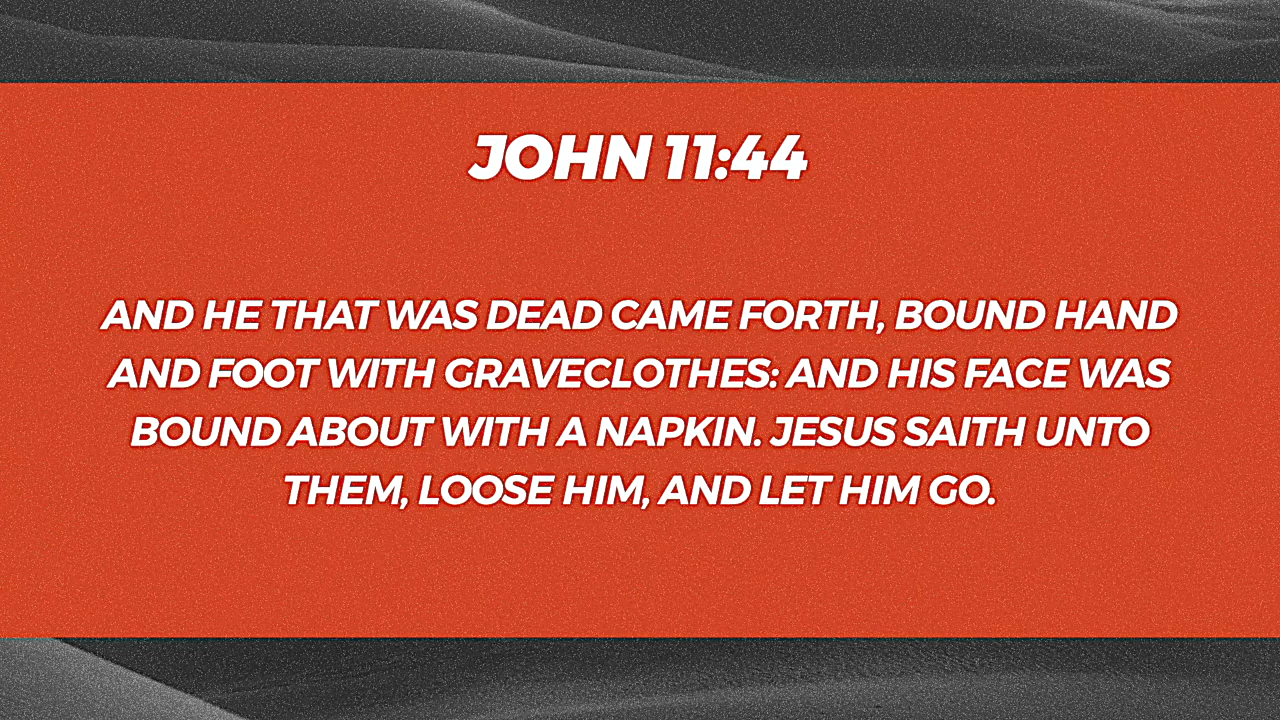 JOHN 11:44
AND HE THAT WAS DEAD CAME FORTH, BOUND HAND
AND FOOT WITH GRAVECLOTHES: AND HIS FACE WAS
BOUND ABOUT WITH A NAPKIN. JESUS SAITH UNTO
THEM, LOOSE HIM, AND LET HIM GO.